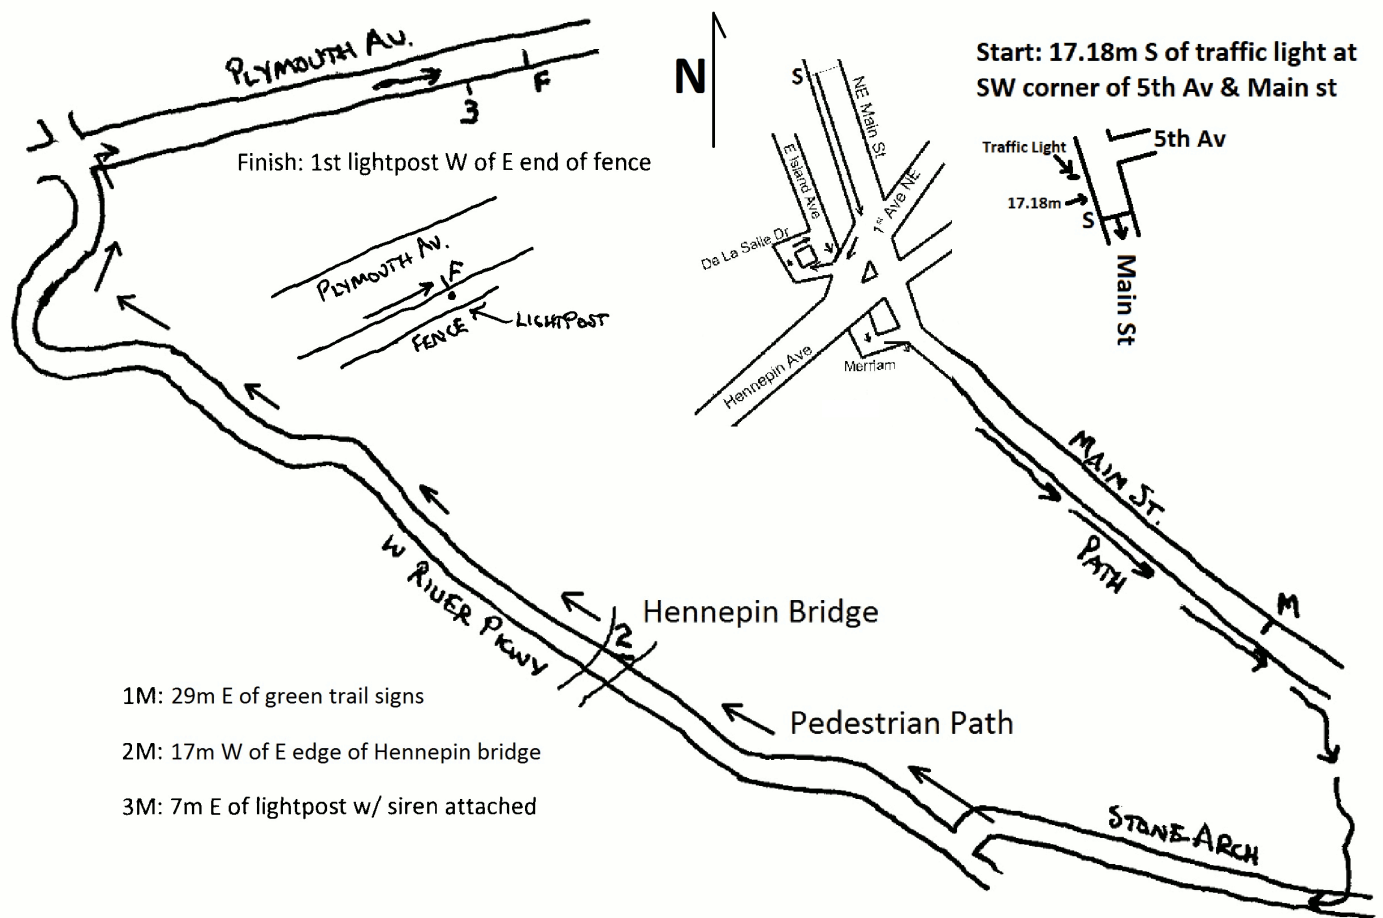 PLYMOUTH AV.
3
F
Finish: 1st lightpost W of E end of fence
PLYMOUTH AV.
F
FENCE
LIGHTPOST
N
S
NE Main St
E Island Ave
1st Ave NE
De La Salle Dr
Hennepin Ave
Merriam
Start: 17.18m S of traffic light at
SW corner of 5th Av & Main st
Traffic Light
5th Av
17.18m
S
Main St
MAIN ST.
PATH
M
W RIVER PKWY
2
Hennepin Bridge
Pedestrian Path
STONE ARCH
1M: 29m E of green trail signs
2M: 17m W of E edge of Hennepin bridge
3M: 7m E of lightpost w/ siren attached